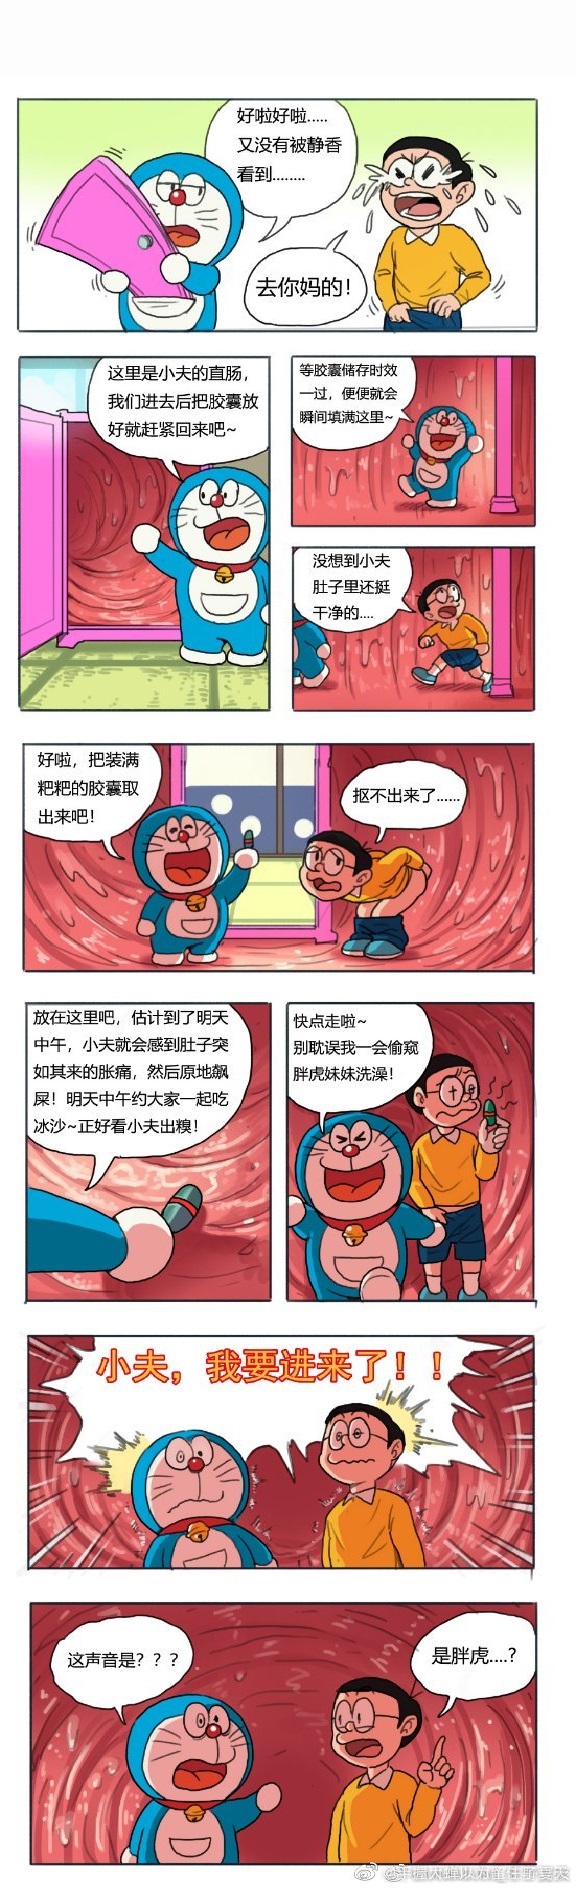 好啦好啦.....
又没有被静香
看到........
去你妈的！
这里是小夫的直肠，
我们进去后把胶囊放
好就赶紧回来吧~
等胶囊储存时效
一过，便便就会
瞬间填满这里~
没想到小夫
肚子里还挺
干净的....
好啦，把装满
粑粑的胶囊取
出来吧！
抠不出来了......
放在这里吧，估计到了明天
中午，小夫就会感到肚子突
如其来的胀痛，然后原地飙
屎！明天中午约大家一起吃
冰沙~正好看小夫出糗！
快点走啦~
别耽误我一会偷窥
胖虎妹妹洗澡！
小夫，我要进来了！！
这声音是？？？
是胖虎....?